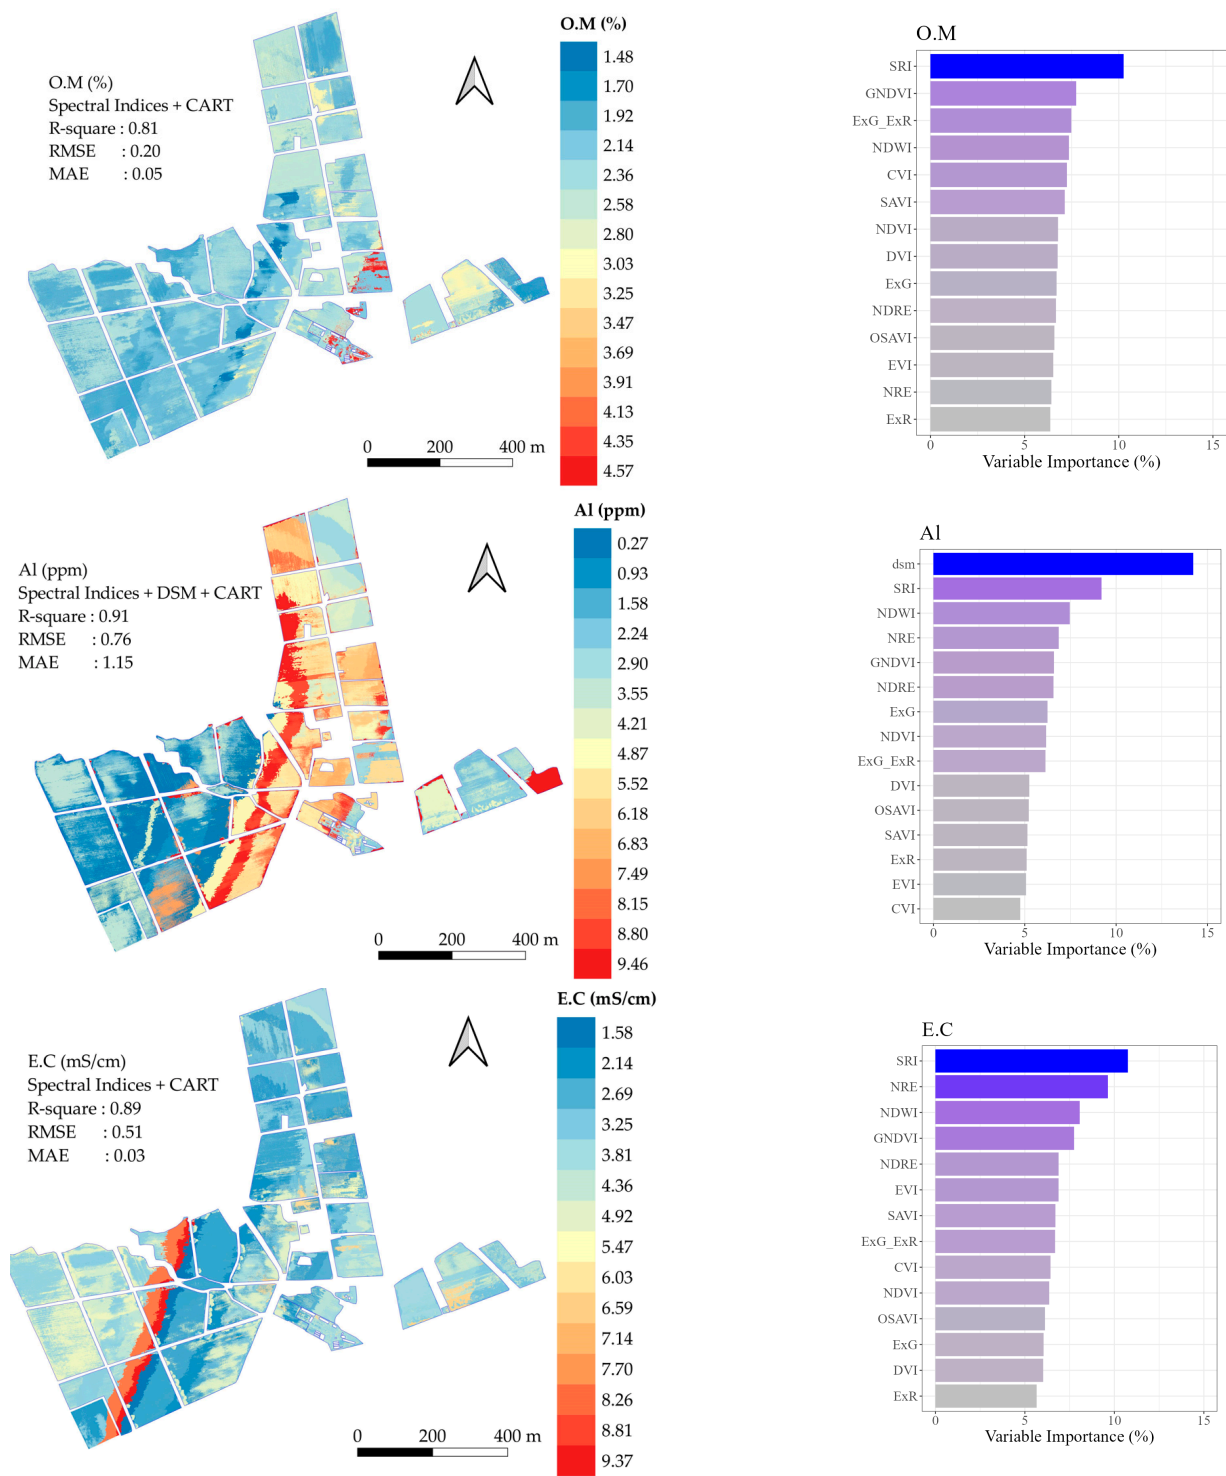 O.M (%)
Spectral Indices + CART
R-square : 0.81
RMSE : 0.20
MAE : 0.05
O.M (%)
1.48
1.70
1.92
2.14
2.36
2.58
2.80
3.03
3.25
3.47
3.69
3.91
4.13
4.35
4.57
0 200 400 m
O.M
SRI
GNDVI
ExG_ExR
NDWI
CVI
SAVI
NDVI
DVI
ExG
NDRE
OSAVI
EVI
NRE
ExR
0 5 10 15
Variable Importance (%)
Al (ppm)
Spectral Indices + DSM + CART
R-square : 0.91
RMSE : 0.76
MAE : 1.15
Al (ppm)
0.27
0.93
1.58
2.24
2.90
3.55
4.21
4.87
5.52
6.18
6.83
7.49
8.15
8.80
9.46
0 200 400 m
Al
dsm
SRI
NDWI
NRE
GNDVI
NDRE
ExG
NDVI
ExG_ExR
DVI
OSAVI
SAVI
ExR
EVI
CVI
0 5 10 15
Variable Importance (%)
E.C (mS/cm)
Spectral Indices + CART
R-square : 0.89
RMSE : 0.51
MAE : 0.03
E.C (mS/cm)
1.58
2.14
2.69
3.25
3.81
4.36
4.92
5.47
6.03
6.59
7.14
7.70
8.26
8.81
9.37
0 200 400 m
E.C
SRI
NRE
NDWI
GNDVI
NDRE
EVI
SAVI
ExG_ExR
CVI
NDVI
OSAVI
ExG
DVI
ExR
0 5 10 15
Variable Importance (%)